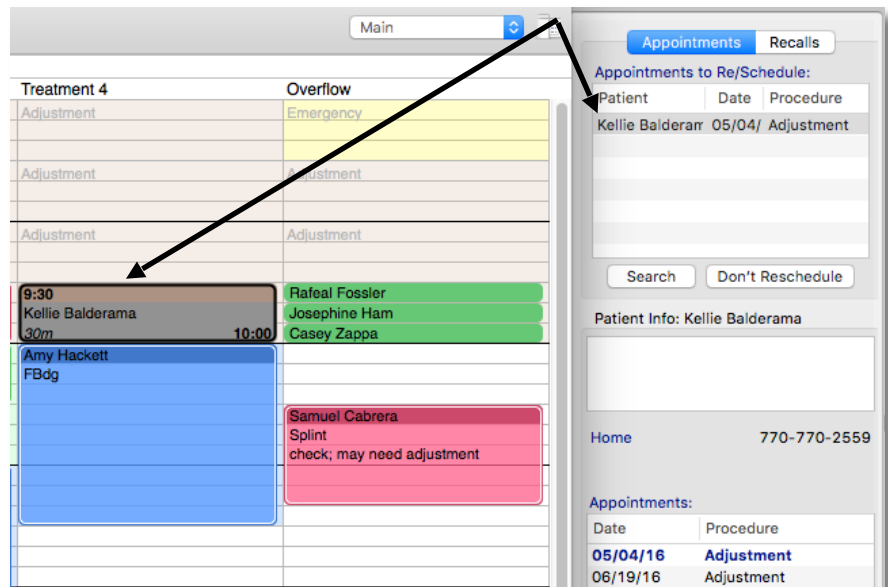 Main
Treatment 4
Overflow
Adjustment
Emergency
Adjustment
Adjustment
Adjustment
Adjustment
9:30
Kellie Balderama
30m 10:00
Rafeal Fossler
Josephine Ham
Casey Zappa
Amy Hackett
FBdg
Samuel Cabrera
Splint
check; may need adjustment
Appointments Recalls
Appointments to Re/Schedule:
Patient Date Procedure
Kellie Balderam 05/04/ Adjustment
Search Don't Reschedule
Patient Info: Kellie Balderama
Home 770-770-2559
Appointments:
Date Procedure
05/04/16 Adjustment
06/19/16 Adjustment